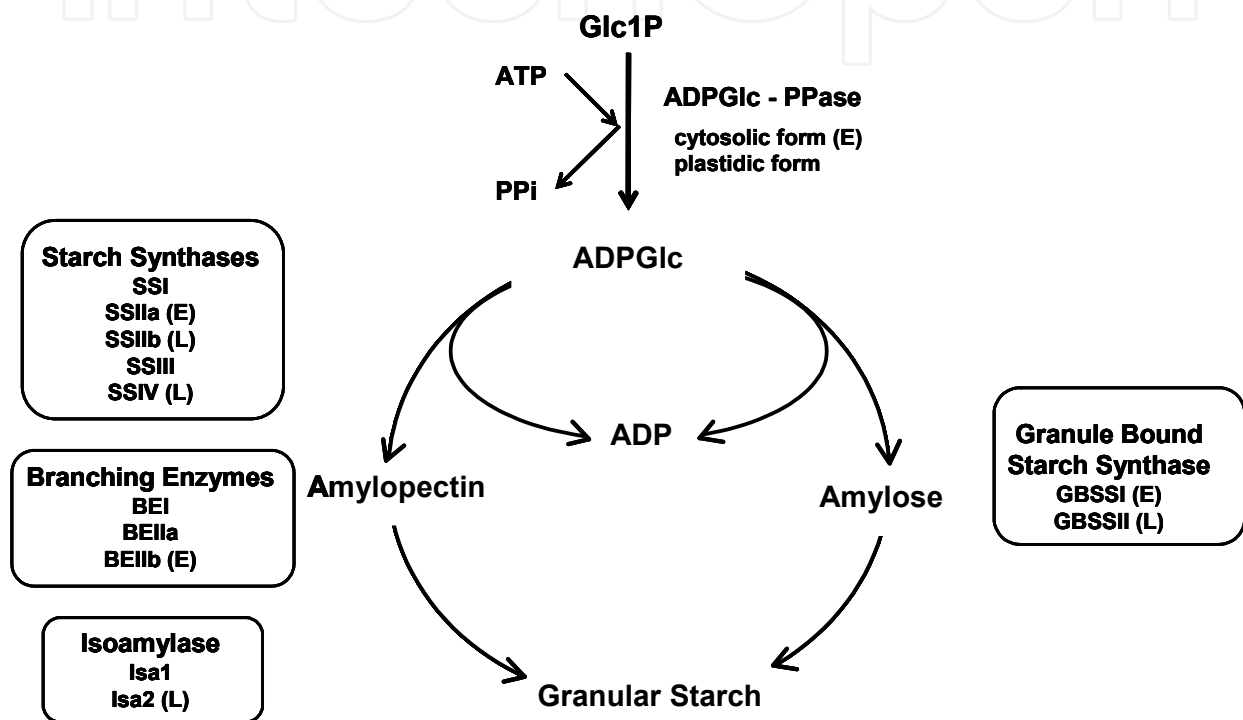 Glc1P
ATP
ADPGlc - PPase
cytosolic form (E)
plastidic form
PPi
ADPGlc
Starch Synthases
SSI
SSIIa (E)
SSIIb (L)
SSIII
SSIV (L)
ADP
Branching Enzymes
BEI
BEIIa
BEIIb (E)
Amylopectin
Amylose
Granule Bound
Starch Synthase
GBSSI (E)
GBSSII (L)
Isoamylase
Isa1
Isa2 (L)
Granular Starch